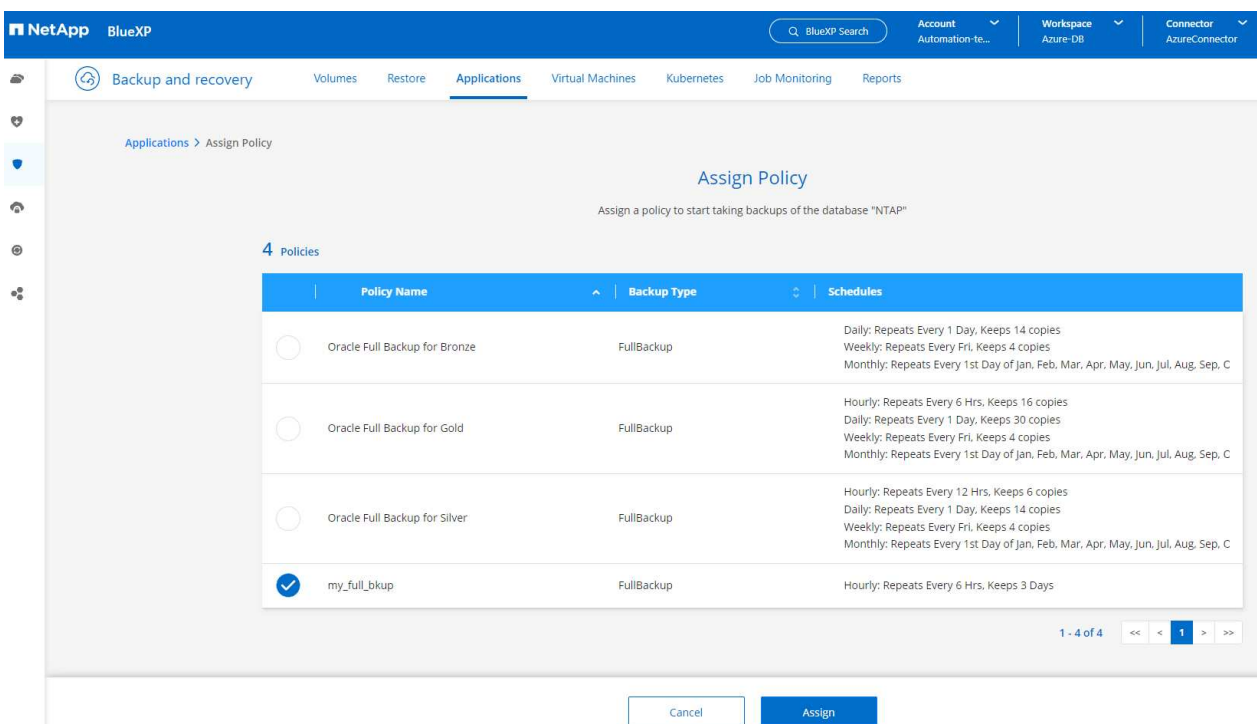 NetApp BlueXP
BlueXP Search
Account
Automation-te...
Workspace
Azure-DB
Connector
AzureConnector
Backup and recovery
Volumes Restore Applications Virtual Machines Kubernetes Job Monitoring Reports
Applications > Assign Policy
Assign Policy
Assign a policy to start taking backups of the database "NTAP"
4 Policies
Policy Name Backup Type Schedules
Oracle Full Backup for Bronze FullBackup
Daily: Repeats Every 1 Day, Keeps 14 copies
Weekly: Repeats Every Fri, Keeps 4 copies
Monthly: Repeats Every 1st Day of Jan, Feb, Mar, Apr, May, Jun, Jul, Aug, Sep, O
Oracle Full Backup for Gold FullBackup
Hourly: Repeats Every 6 Hrs, Keeps 16 copies
Daily: Repeats Every 1 Day, Keeps 30 copies
Weekly: Repeats Every Fri, Keeps 4 copies
Monthly: Repeats Every 1st Day of Jan, Feb, Mar, Apr, May, Jun, Jul, Aug, Sep, O
Oracle Full Backup for Silver FullBackup
Hourly: Repeats Every 12 Hrs, Keeps 6 copies
Daily: Repeats Every 1 Day, Keeps 14 copies
Weekly: Repeats Every Fri, Keeps 4 copies
Monthly: Repeats Every 1st Day of Jan, Feb, Mar, Apr, May, Jun, Jul, Aug, Sep, O
my_full_bkup FullBackup Hourly: Repeats Every 6 Hrs, Keeps 3 Days
1 - 4 of 4 << < 1 > >>
Cancel Assign